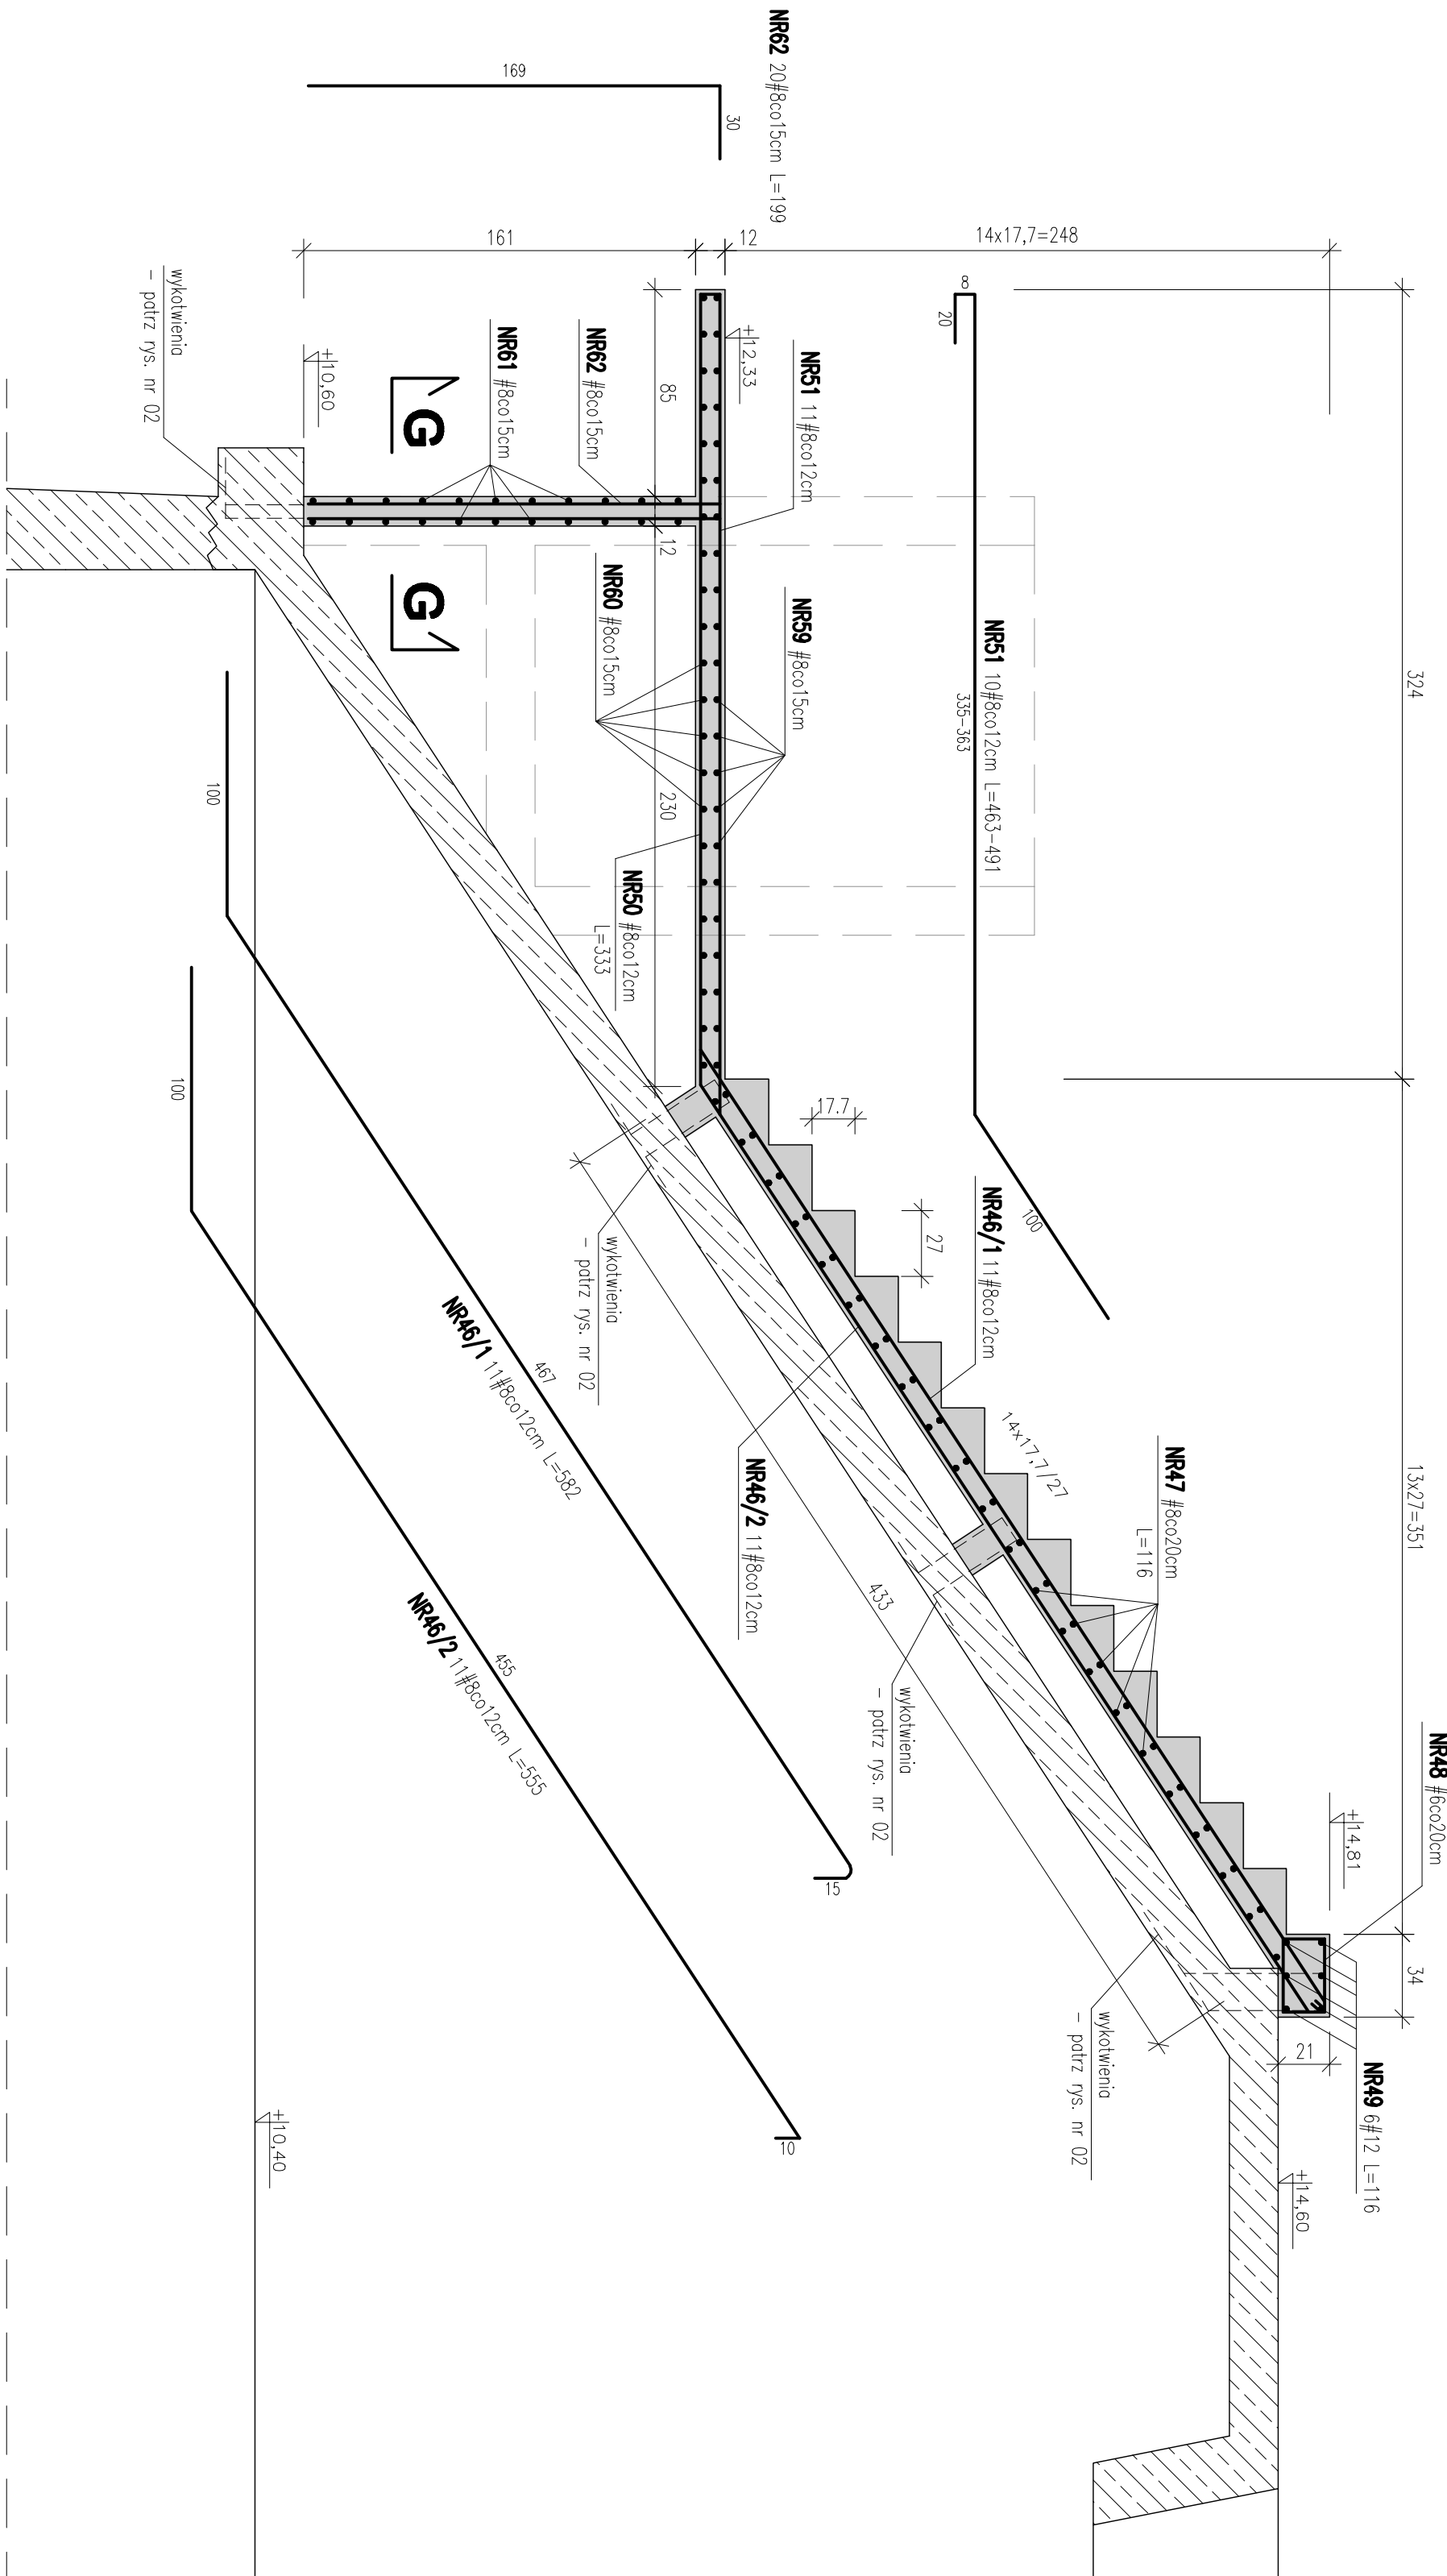 NR62 20#8co15cm L=199
169
30
161
12
14x17,7=248
wykotwienia
- patrz rys. nr 02
+10,60
+12,33
8
20
NR51 11#8co12cm
NR61 #8co15cm
NR62 #8co15cm
85
12
230
G
G
NR60 #8co15cm
NR59 #8co15cm
NR51 10#8co12cm L=463-491
335-363
100
324
NR50 #8co12cm
L=333
100
100
17.7
27
NR46/1 11#8co12cm
wykotwienia
- patrz rys. nr 02
NR46/1 11#8co12cm L=582
467
14x17,7/27
NR47 #8co20cm
L=116
13x27=351
NR46/2 11#8co12cm
433
NR46/2 11#8co12cm L=555
455
wykotwienia
- patrz rys. nr 02
NR48 #6co20cm
+14,81
34
15
10
wykotwienia
- patrz rys. nr 02
21
NR49 6#12 L=116
+14,60
+10,40